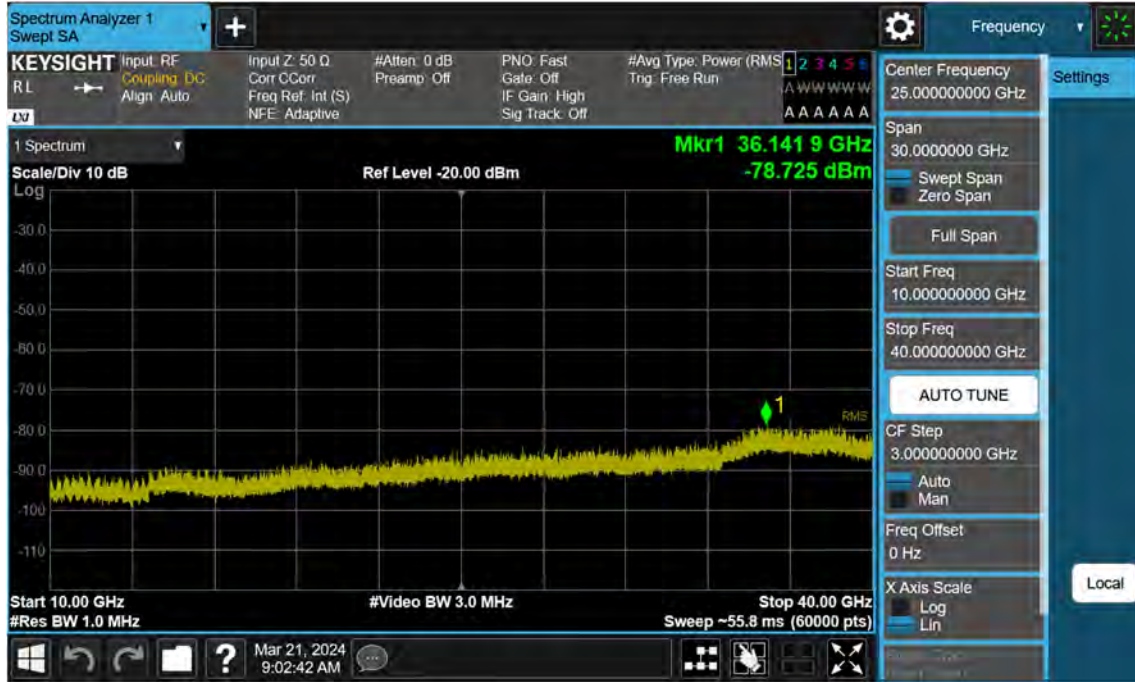 Spectrum Analyzer 1
Swept SA
Frequency
KEYSIGHT
RL
LXI
Input: RF
Coupling: DC
Align: Auto
Input Z: 50 Ω
Corr CCorr
Freq Ref: Int (S)
NFE: Adaptive
#Atten: 0 dB
Preamp: Off
PNO: Fast
Gate: Off
IF Gain: High
Sig Track: Off
#Avg Type: Power (RMS
Trig: Free Run
1 2 3 4 5 6
A W W W W W
A A A A A A
1 Spectrum
Scale/Div 10 dB
Log
Ref Level -20.00 dBm
Mkr1 36.141 9 GHz
-78.725 dBm
-30.0
-40.0
-50.0
-60.0
-70.0
-80.0
-90.0
-100
-110
1
RMS
Start 10.00 GHz
#Res BW 1.0 MHz
#Video BW 3.0 MHz
Stop 40.00 GHz
Sweep ~55.8 ms (60000 pts)
Center Frequency
25.000000000 GHz
Span
30.0000000 GHz
Swept Span
Zero Span
Full Span
Start Freq
10.000000000 GHz
Stop Freq
40.000000000 GHz
AUTO TUNE
CF Step
3.000000000 GHz
Auto
Man
Freq Offset
0 Hz
X Axis Scale
Log
Lin
Settings
Local
?
Mar 21, 2024
9:02:42 AM